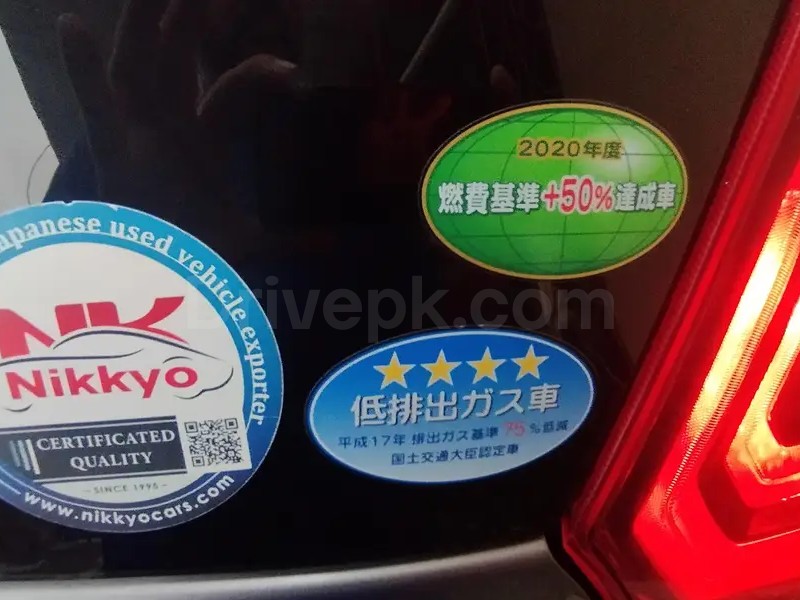 2020年度
燃費基準+50%達成車
Japanese used vehicle exporter
NK
Nikkyo
CERTIFICATED
QUALITY
- SINCE 1995 -
www.nikkyocars.com
Drivepk.com
低排出ガス車
平成17年 排出ガス基準 75 %低減
国土交通大臣認定車